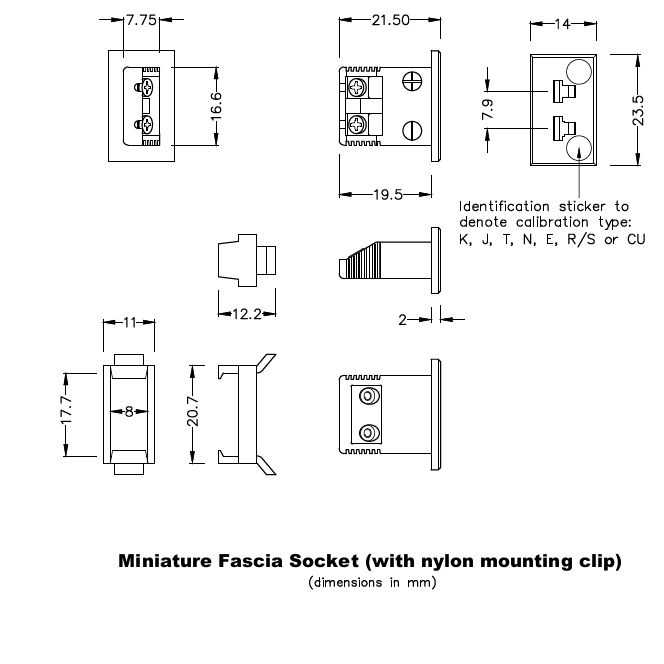 7.75
21.50
14
16.6
7.9
23.5
19.5
Identification sticker to
denote calibration type:
K, J, T, N, E, R/S or CU
12.2
2
11
17.7
8
20.7
Miniature Fascia Socket (with nylon mounting clip)
(dimensions in mm)